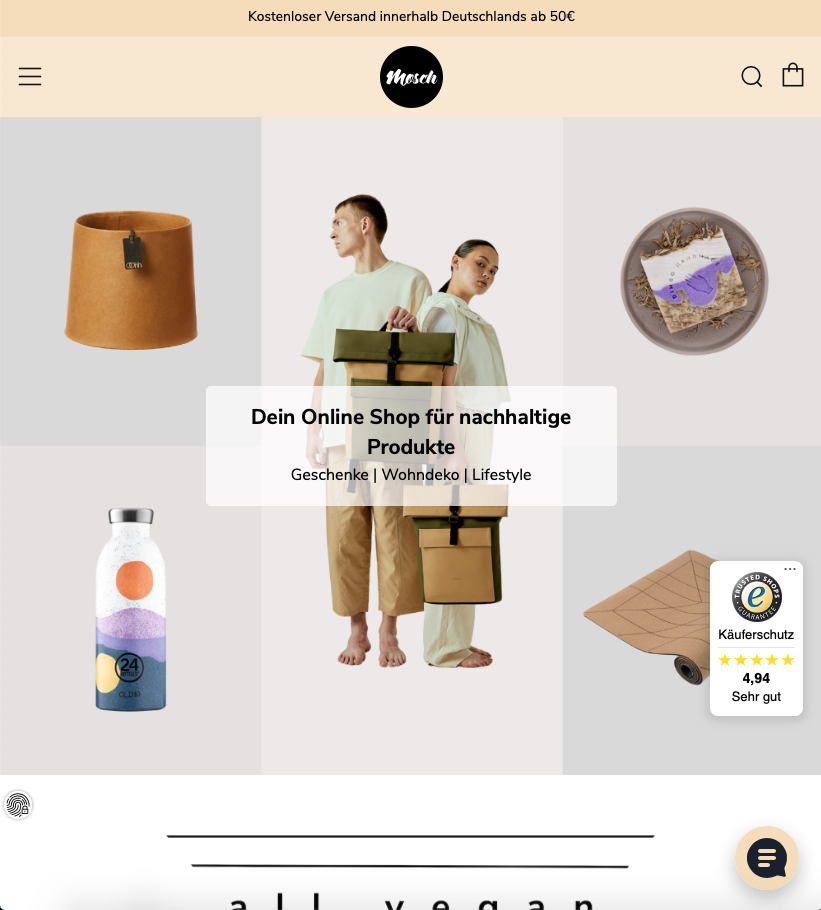 Kostenloser Versand innerhalb Deutschlands ab 50€
Mosch
Dein Online Shop für nachhaltige
Produkte
Geschenke | Wohndeko | Lifestyle
24
TRUSTED SHOPS
e
GUARANTEE
Käuferschutz
4,94
Sehr gut
all vegan